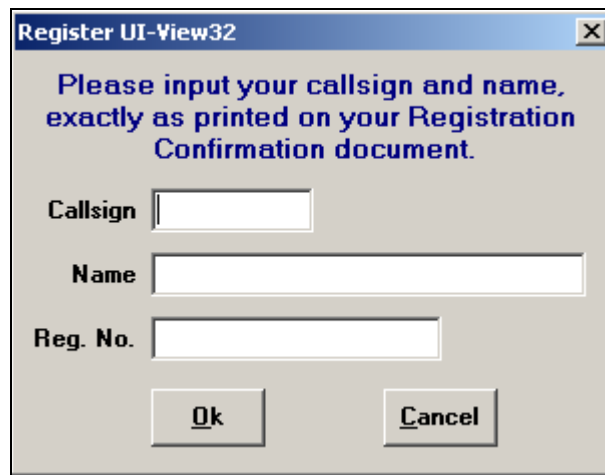 Register UI-View32
Please input your callsign and name,
exactly as printed on your Registration
Confirmation document.
Callsign
Name
Reg. No.
Ok Cancel